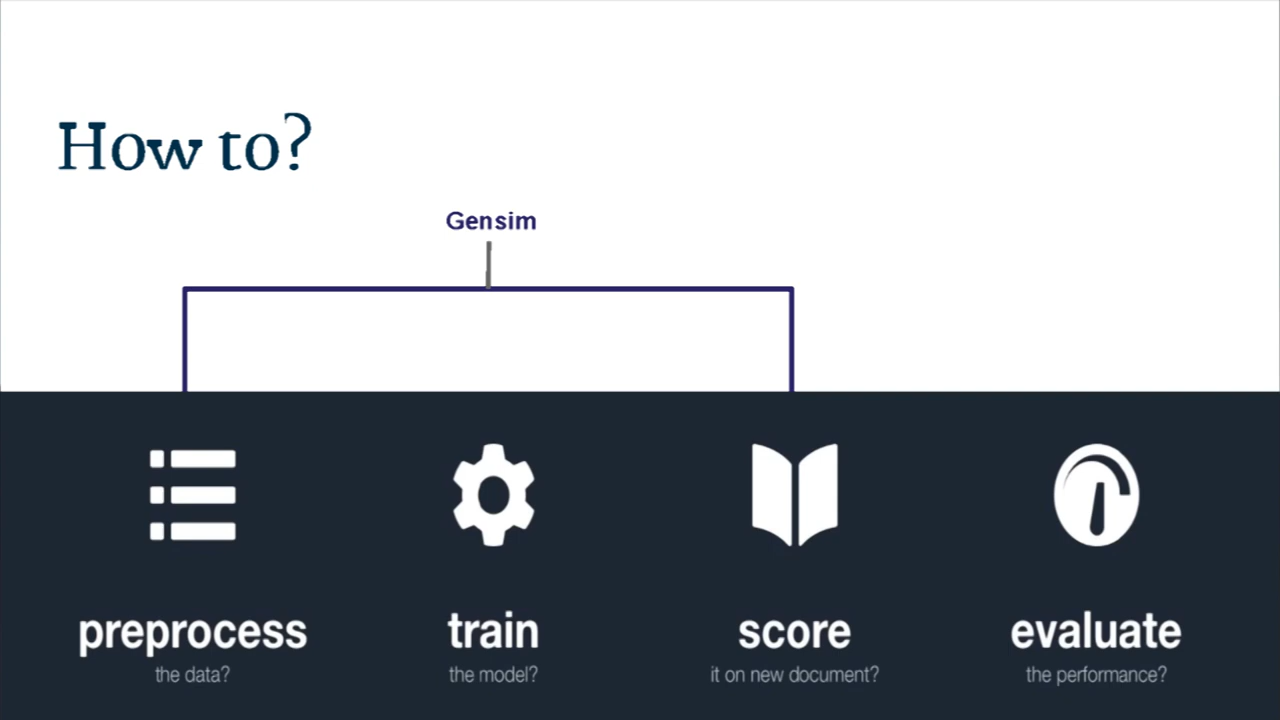 How to?
Gensim
preprocess
the data?
train
the model?
score
it on new document?
evaluate
the performance?